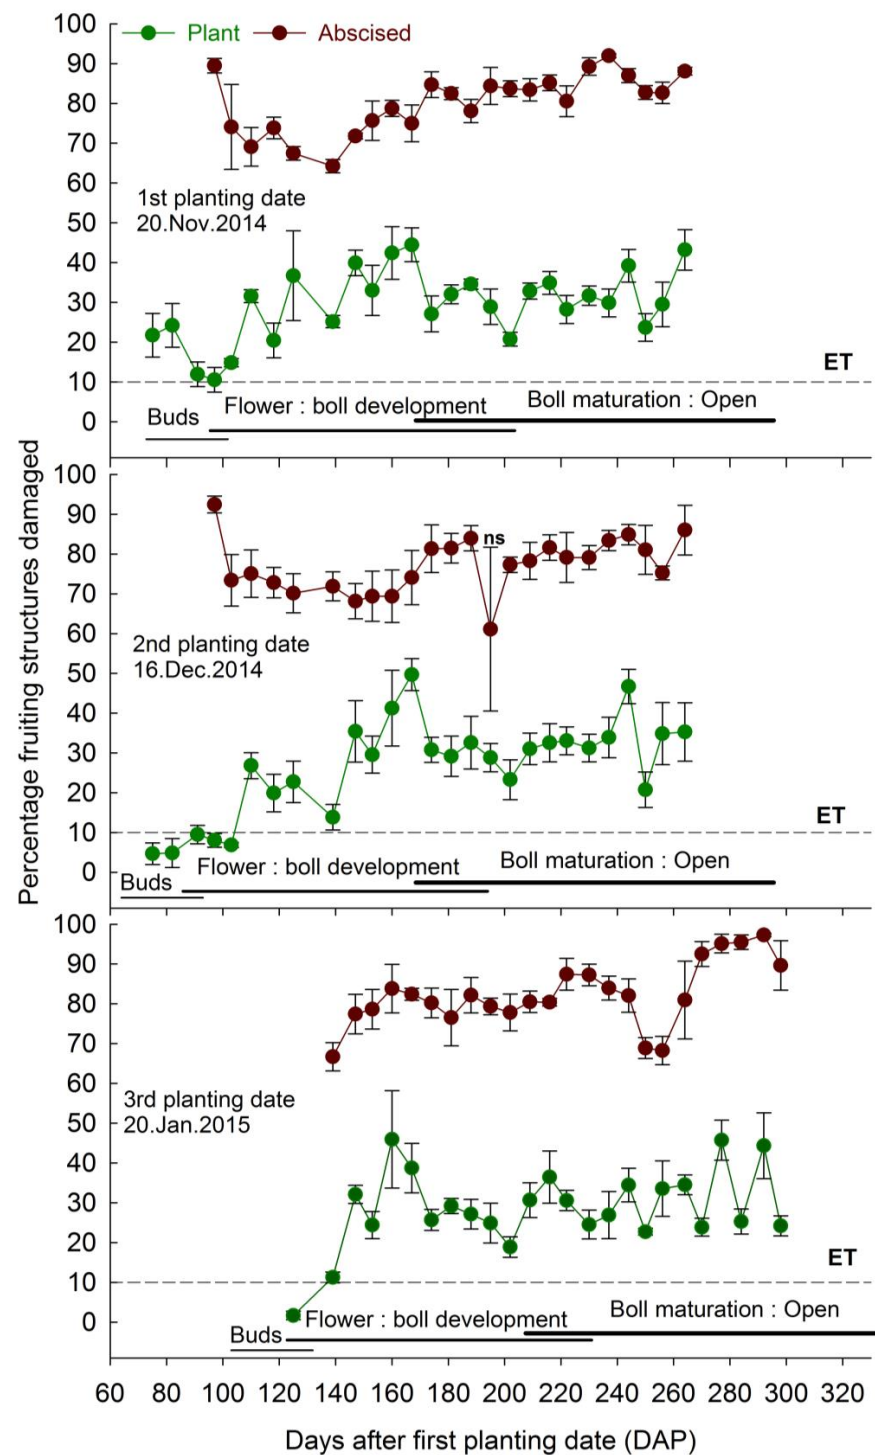 Percentage fruiting structures damaged
Plant Abscised
100
90
80
70
60
50
40
30
20
10
0
1st planting date
20.Nov.2014
ET
Buds
Flower : boll development
Boll maturation : Open
100
90
80
70
60
50
40
30
20
10
0
ns
2nd planting date
16.Dec.2014
ET
Buds
Flower : boll development
Boll maturation : Open
100
90
80
70
60
50
40
30
20
10
0
3rd planting date
20.Jan.2015
ET
Buds
Flower : boll development
Boll maturation : Open
60 80 100 120 140 160 180 200 220 240 260 280 300 320
Days after first planting date (DAP)